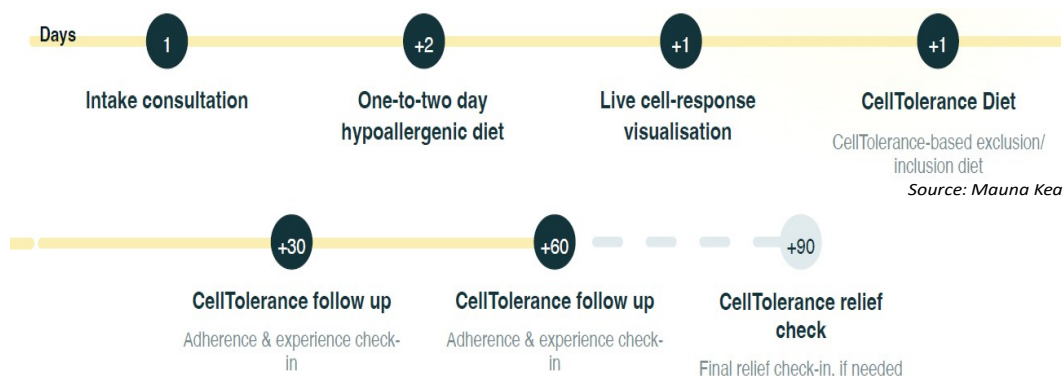 Days
1
+2
+1
+1
Intake consultation
One-to-two day
hypoallergenic diet
Live cell-response
visualisation
CellTolerance Diet
CellTolerance-based exclusion/
inclusion diet
Source: Mauna Kea
+30
+60
+90
CellTolerance follow up
Adherence & experience check-
in
CellTolerance follow up
Adherence & experience check-
in
CellTolerance relief
check
Final relief check-in, if needed